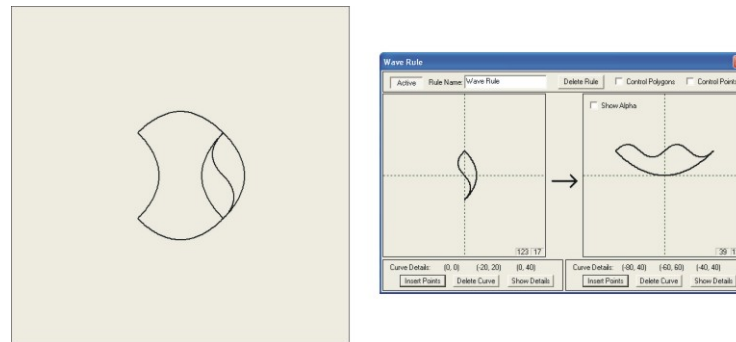 Wave Rule
Active Rule Name: Wave Rule Delete Rule Control Polygons Control Points
Show Alpha
123 17
39 1
Curve Details: (0, 0) (-20, 20) (0, 40)
Insert Points Delete Curve Show Details
Curve Details: (-80, 40) (-60, 60) (-40, 40)
Insert Points Delete Curve Show Details